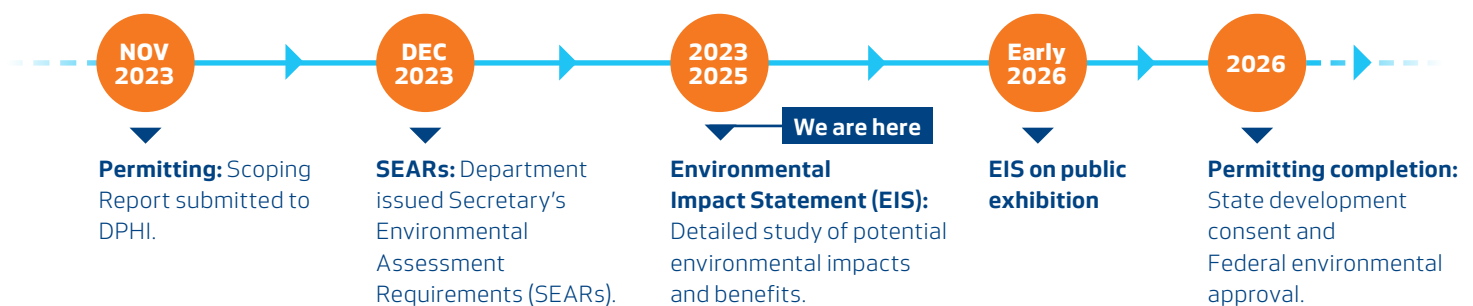 NOV
2023
DEC
2023
2023
2025
Early
2026
2026
We are here
Permitting: Scoping
Report submitted to
DPHI.
SEARs: Department
issued Secretary's
Environmental
Assessment
Requirements (SEARs).
Environmental
Impact Statement (EIS):
Detailed study of potential
environmental impacts
and benefits.
EIS on public
exhibition
Permitting completion:
State development
consent and
Federal environmental
approval.